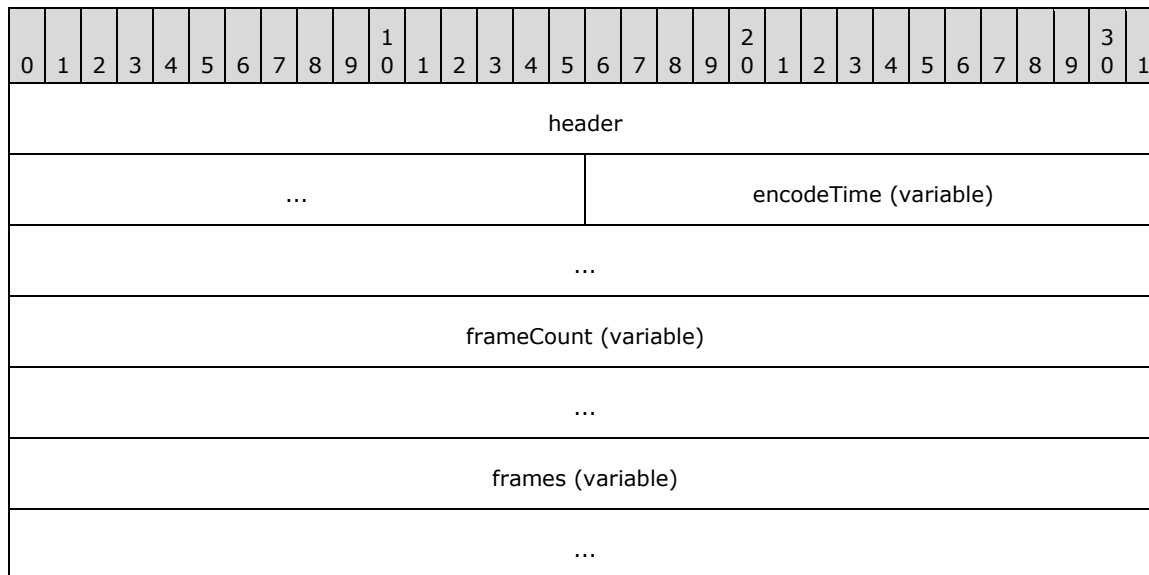 1 2 3
0 1 2 3 4 5 6 7 8 9 0 1 2 3 4 5 6 7 8 9 0 1 2 3 4 5 6 7 8 9 0 1
header
... encodeTime (variable)
...
frameCount (variable)
...
frames (variable)
...